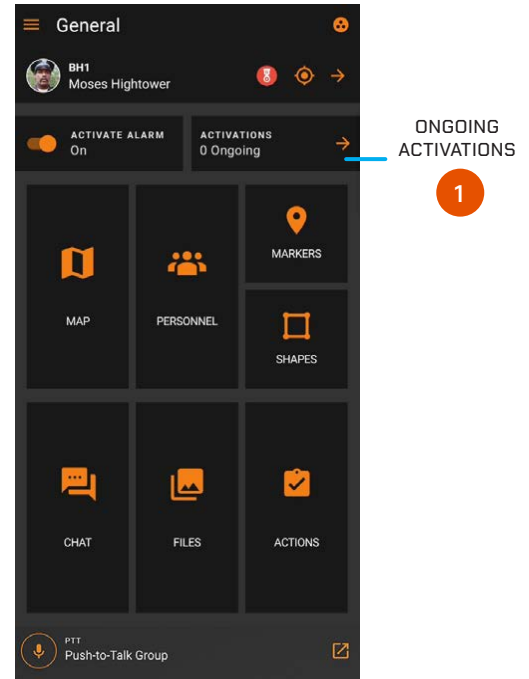 General
BH1
Moses Hightower
ACTIVATE ALARM
On
ACTIVATIONS
0 Ongoing
ONGOING
ACTIVATIONS
1
MAP
PERSONNEL
MARKERS
SHAPES
CHAT
FILES
ACTIONS
PTT
Push-to-Talk Group